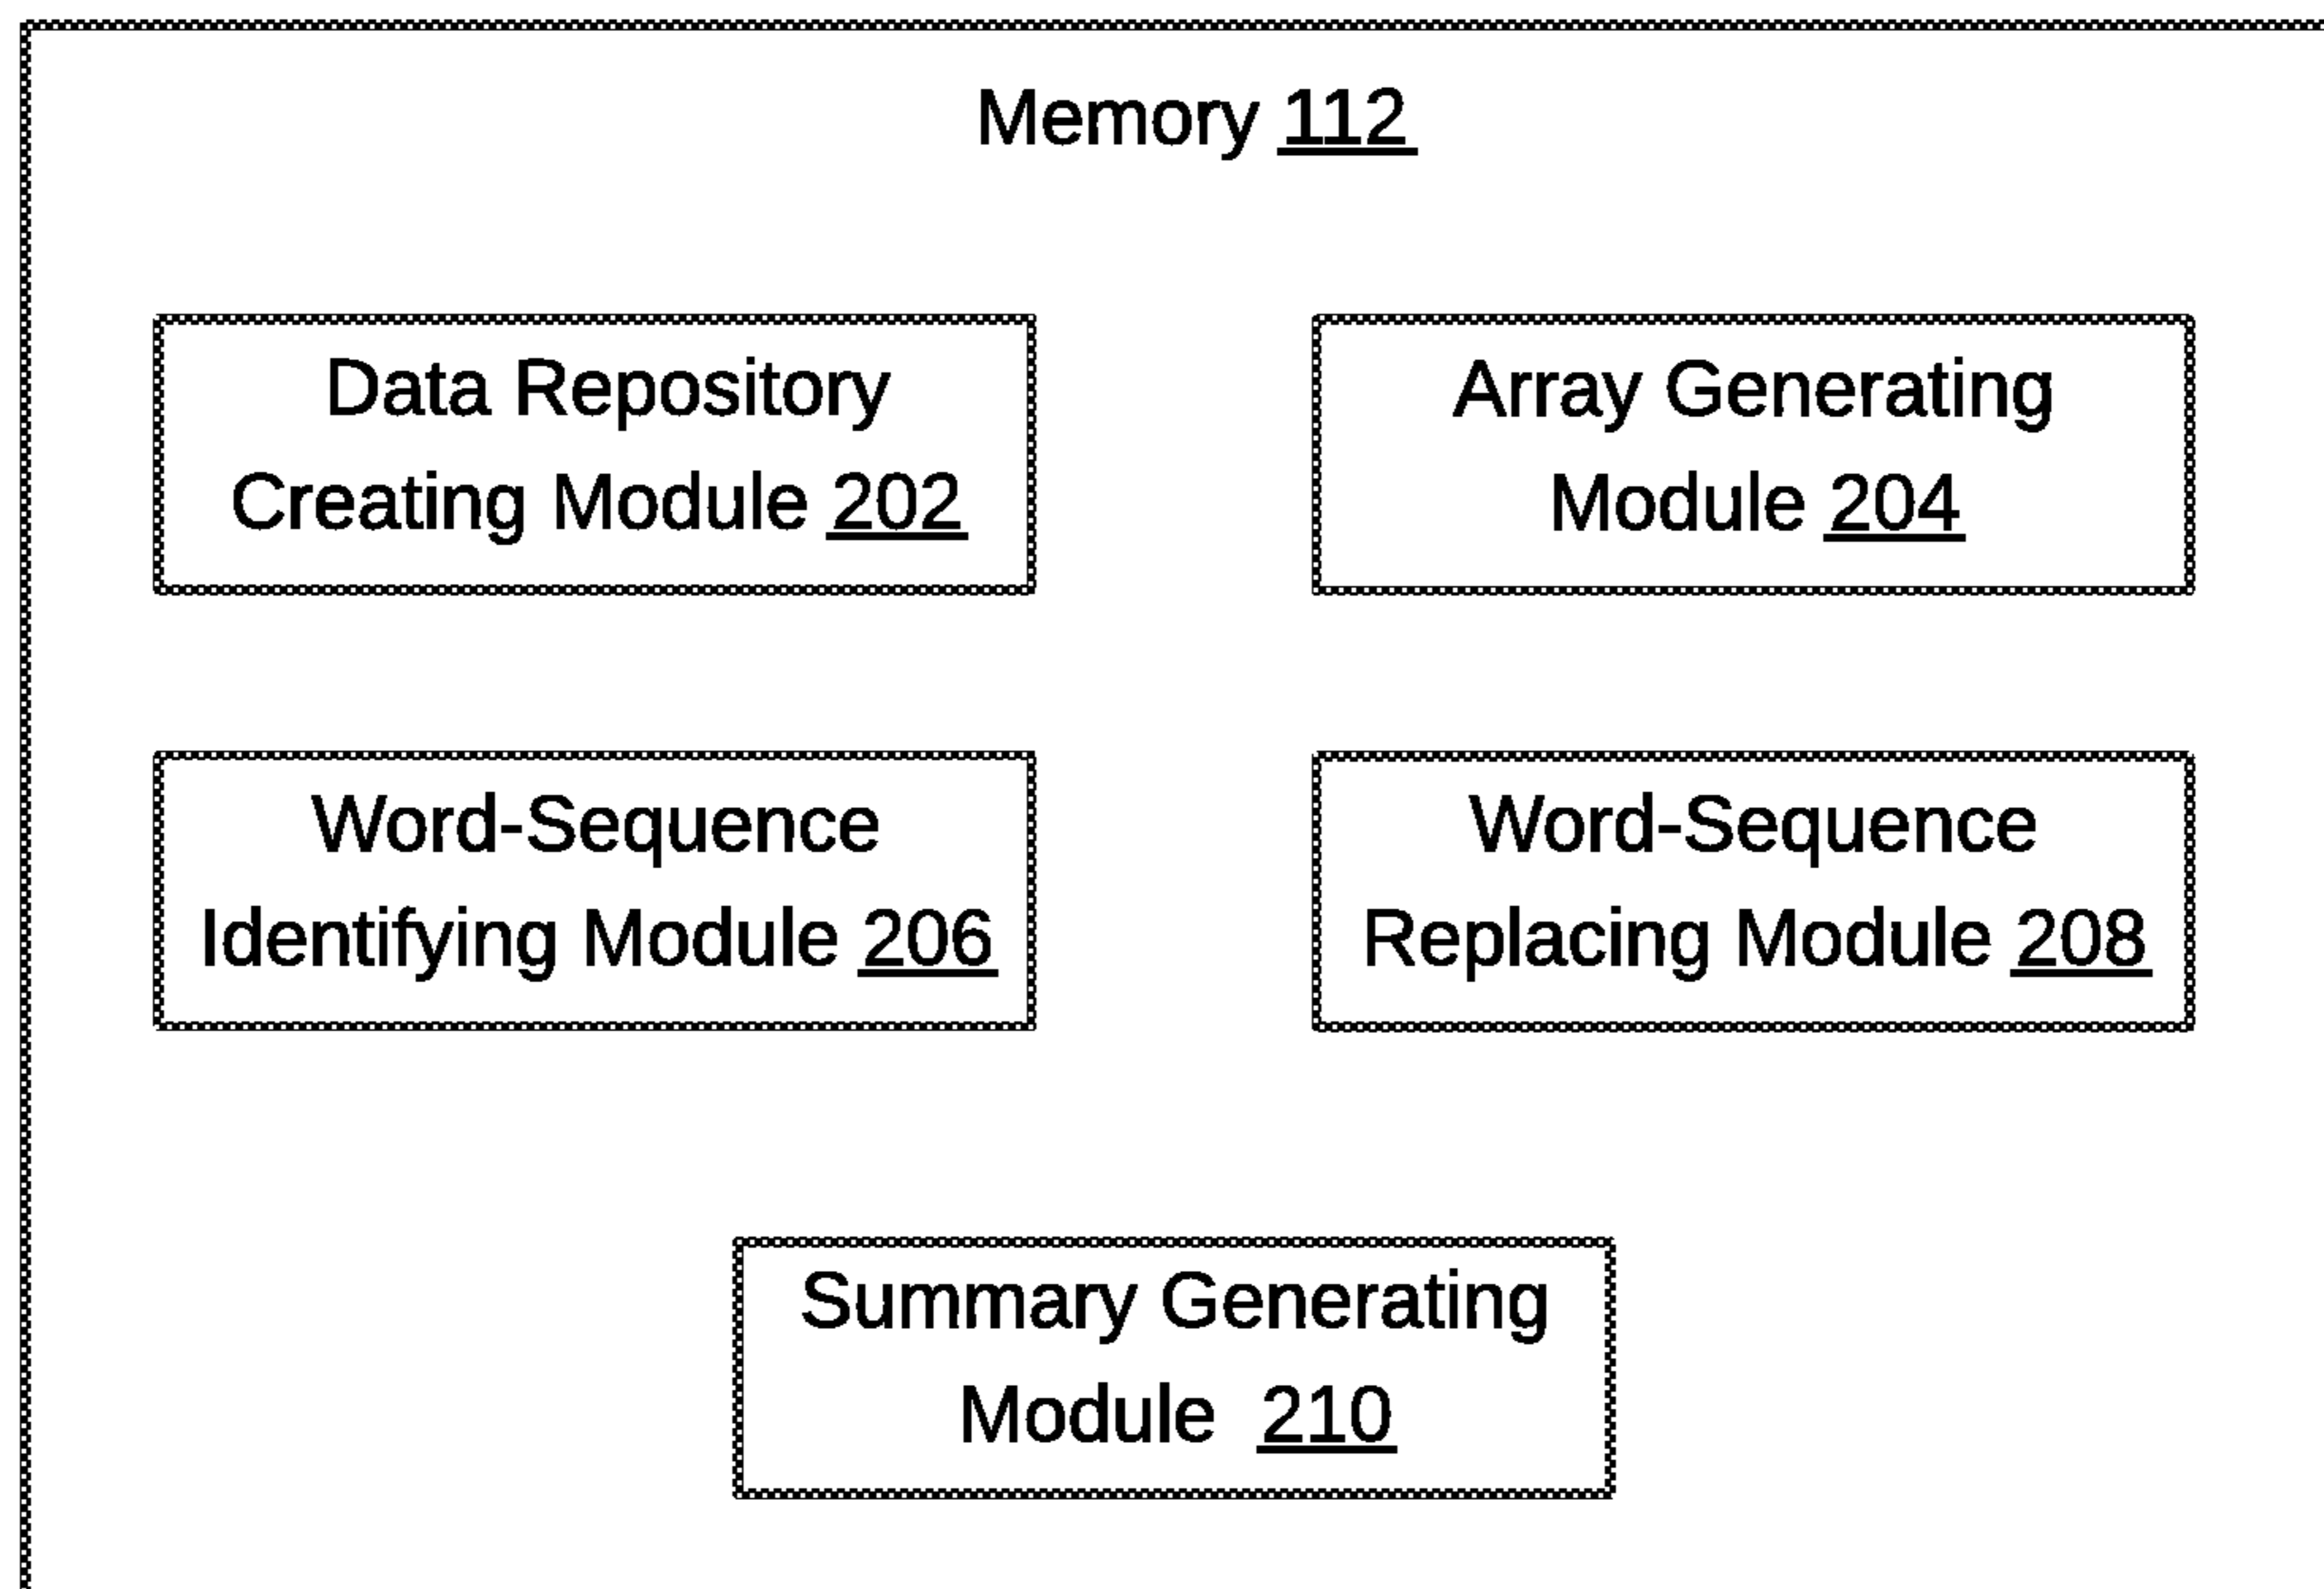 Memory 112
Data Repository
Creating Module 202
Array Generating
Module 204
Word-Sequence
Identifying Module 206
Word-Sequence
Replacing Module 208
Summary Generating
Module 210